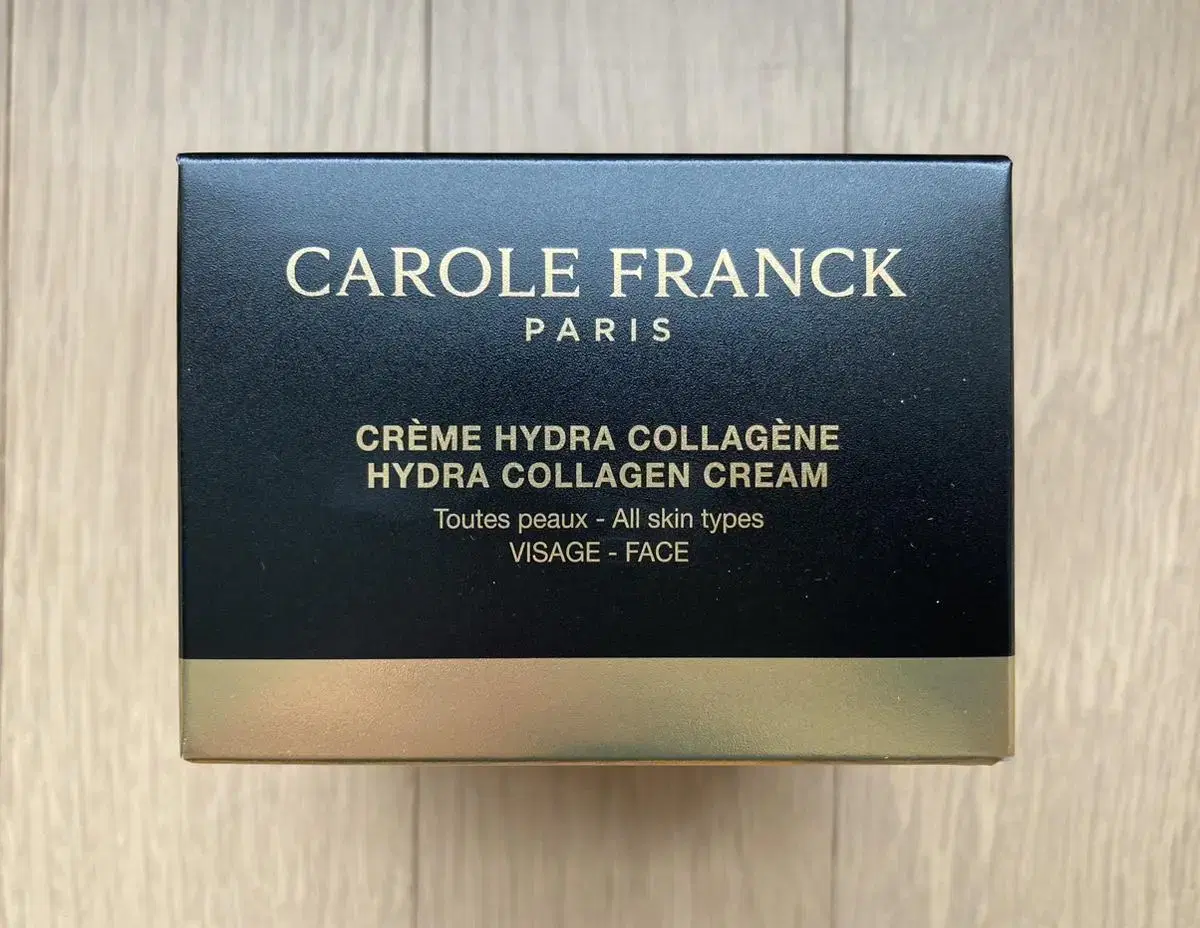 CAROLE FRANCK
PARIS
CRÈME HYDRA COLLAGÈNE
HYDRA COLLAGEN CREAM
Toutes peaux - All skin types
VISAGE - FACE